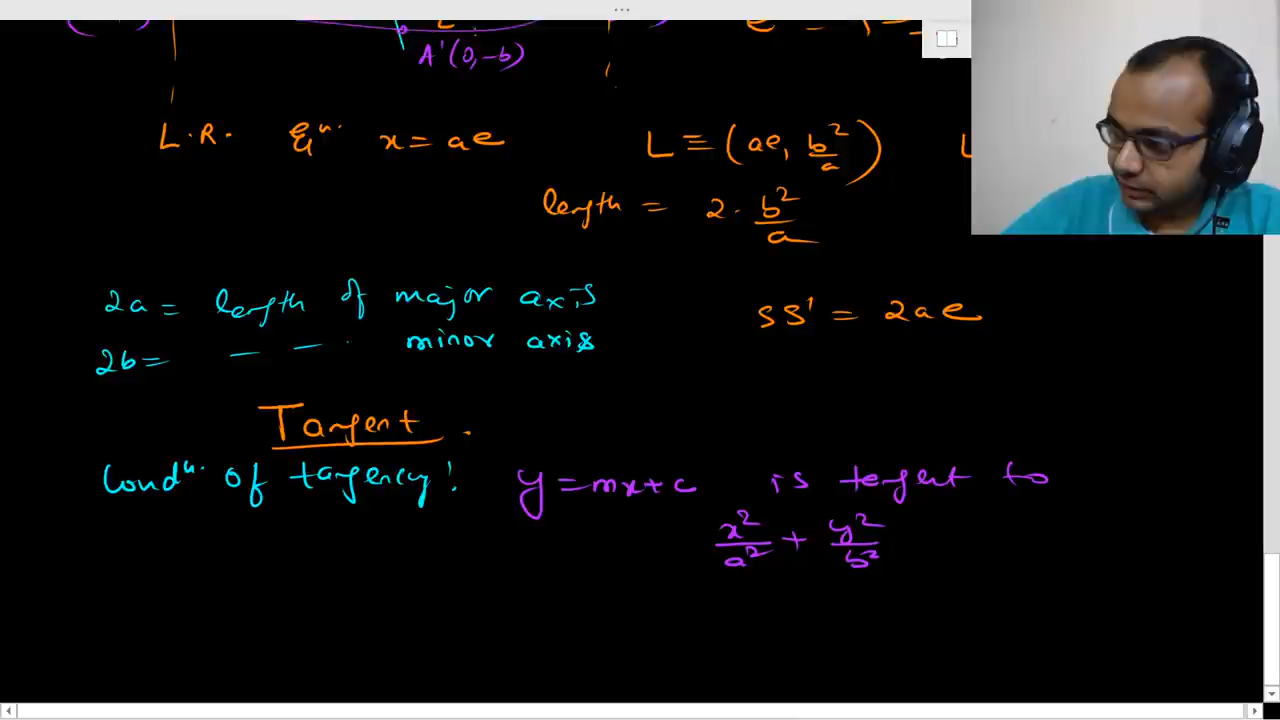 A'(0,-b)
L.R. Eqⁿ. x = ae L ≡ (ae, b²/a)
length = 2 · b²/a
2a = length of major axis SS' = 2ae
2b = — — · minor axis
Tangent .
Condⁿ. of tangency! y = mx + c is tengent to
x²/a² + y²/b²